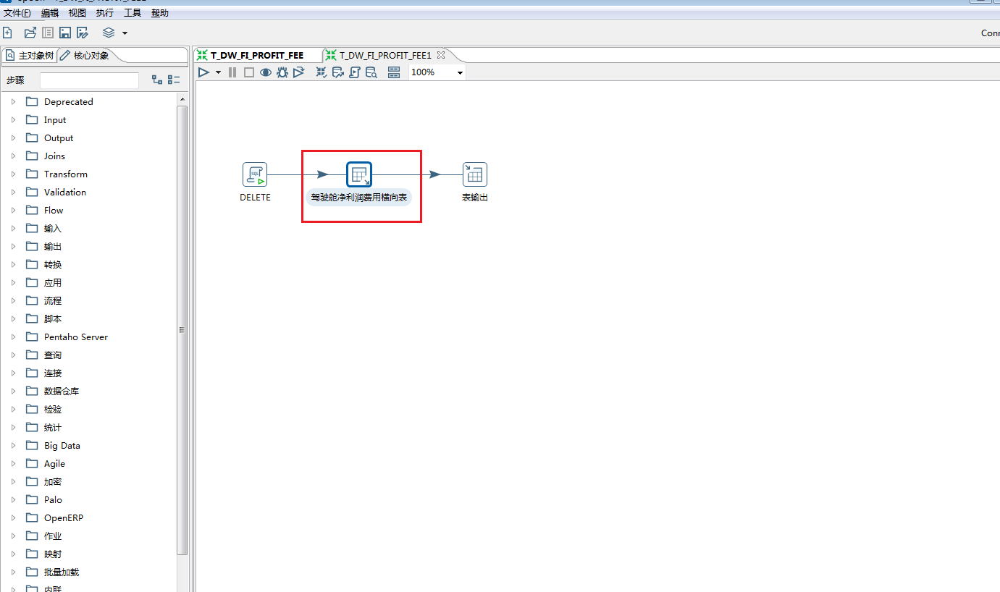 文件(F) 编辑 视图 执行 工具 帮助
Conn
主对象树 核心对象
T_DW_FI_PROFIT_FEE
T_DW_FI_PROFIT_FEE1
步骤
100%
Deprecated
Input
Output
Joins
Transform
Validation
Flow
输入
输出
转换
应用
流程
脚本
Pentaho Server
查询
连接
数据仓库
检验
统计
Big Data
Agile
加密
Palo
OpenERP
作业
映射
批量加载
内联
SQL
DELETE
驾驶舱净利润费用横向表
表输出